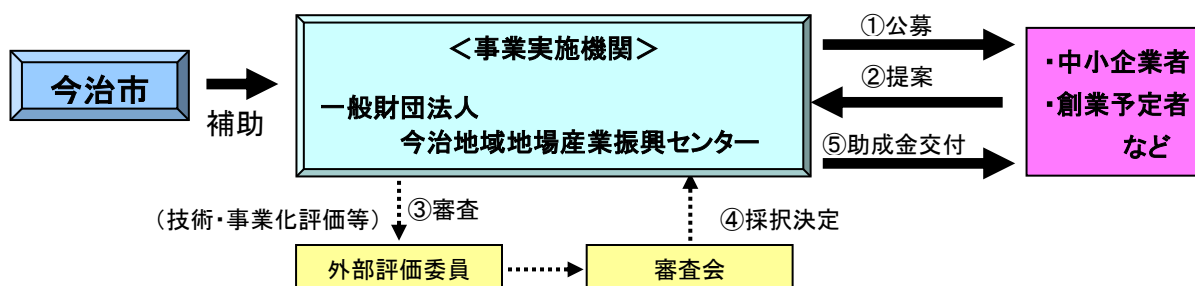 今治市
補助
<事業実施機関>
一般財団法人
今治地域地場産業振興センター
①公募
②提案
⑤助成金交付
・中小企業者
・創業予定者
など
(技術・事業化評価等)
③審査
④採択決定
外部評価委員
審査会